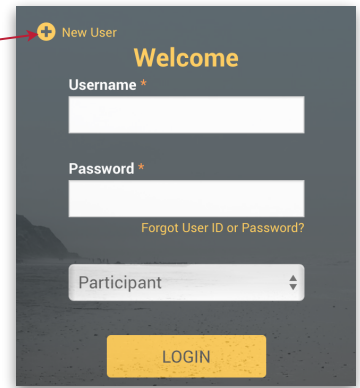 New User
Welcome
Username *
Password *
Forgot User ID or Password?
Participant
LOGIN